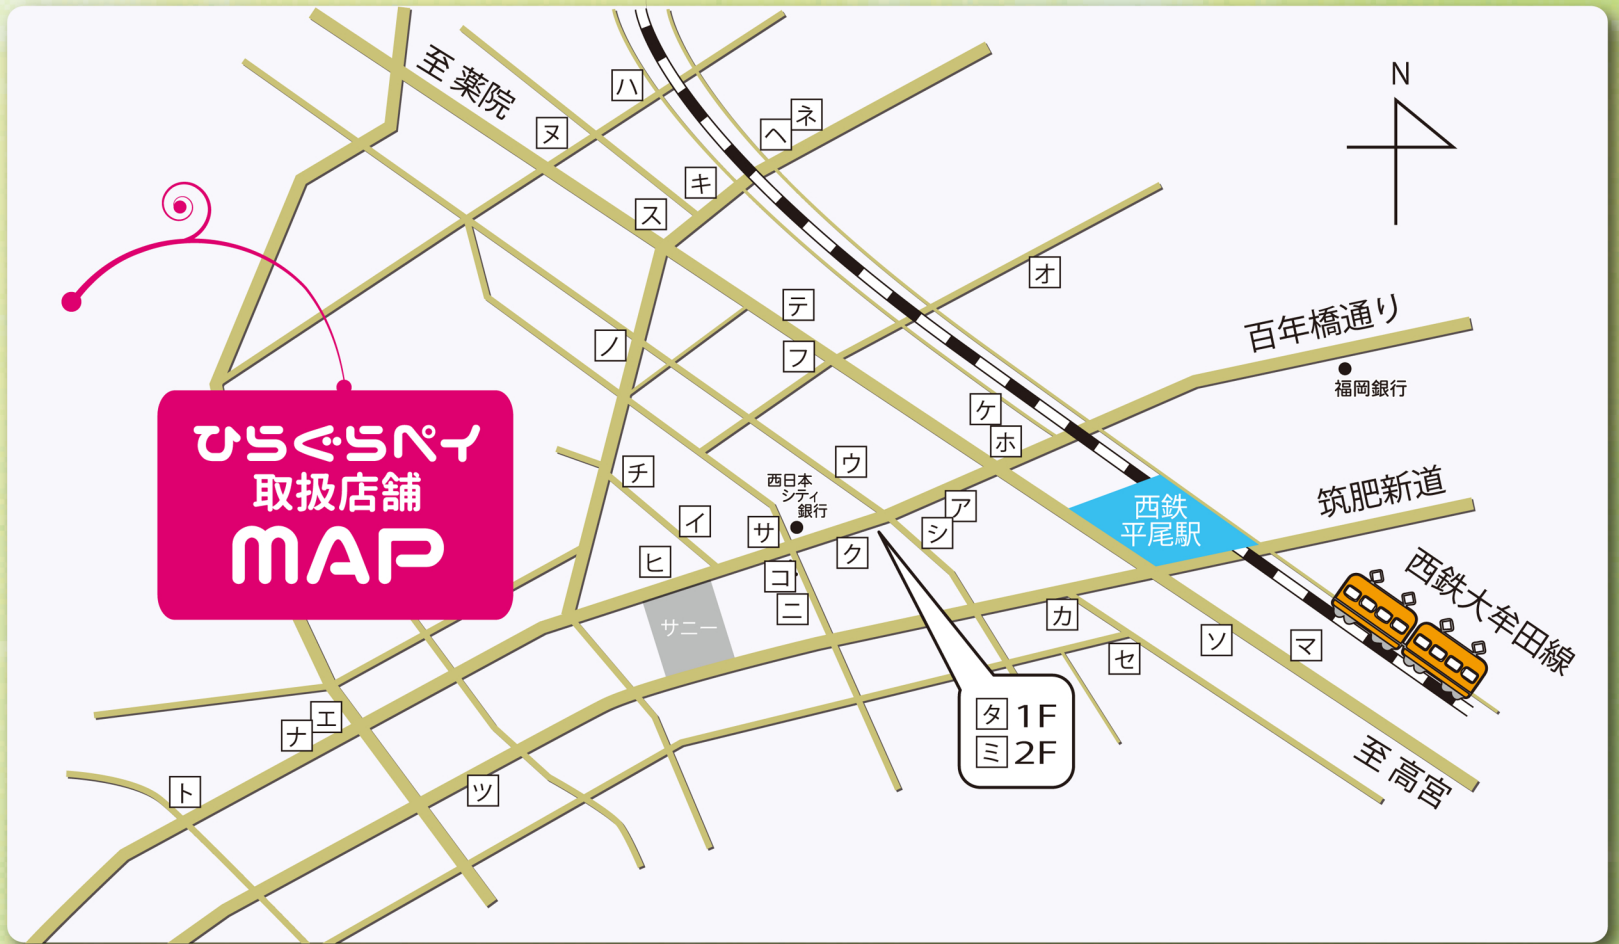 至 薬院
ハ
ヌ
ネ
ヘ
N
キ
ス
オ
テ
ノ
フ
百年橋通り
福岡銀行
ケ
ホ
ひらぐらペイ
取扱店舗
MAP
チ
ウ
西日本
シティ
銀行
イ
サ
ア
シ
ク
西鉄
平尾駅
筑肥新道
ヒ
コ
ニ
サニー
カ
セ
ソ
マ
西鉄大牟田線
エ
ナ
タ 1F
ミ 2F
ト
ツ
至 高宮